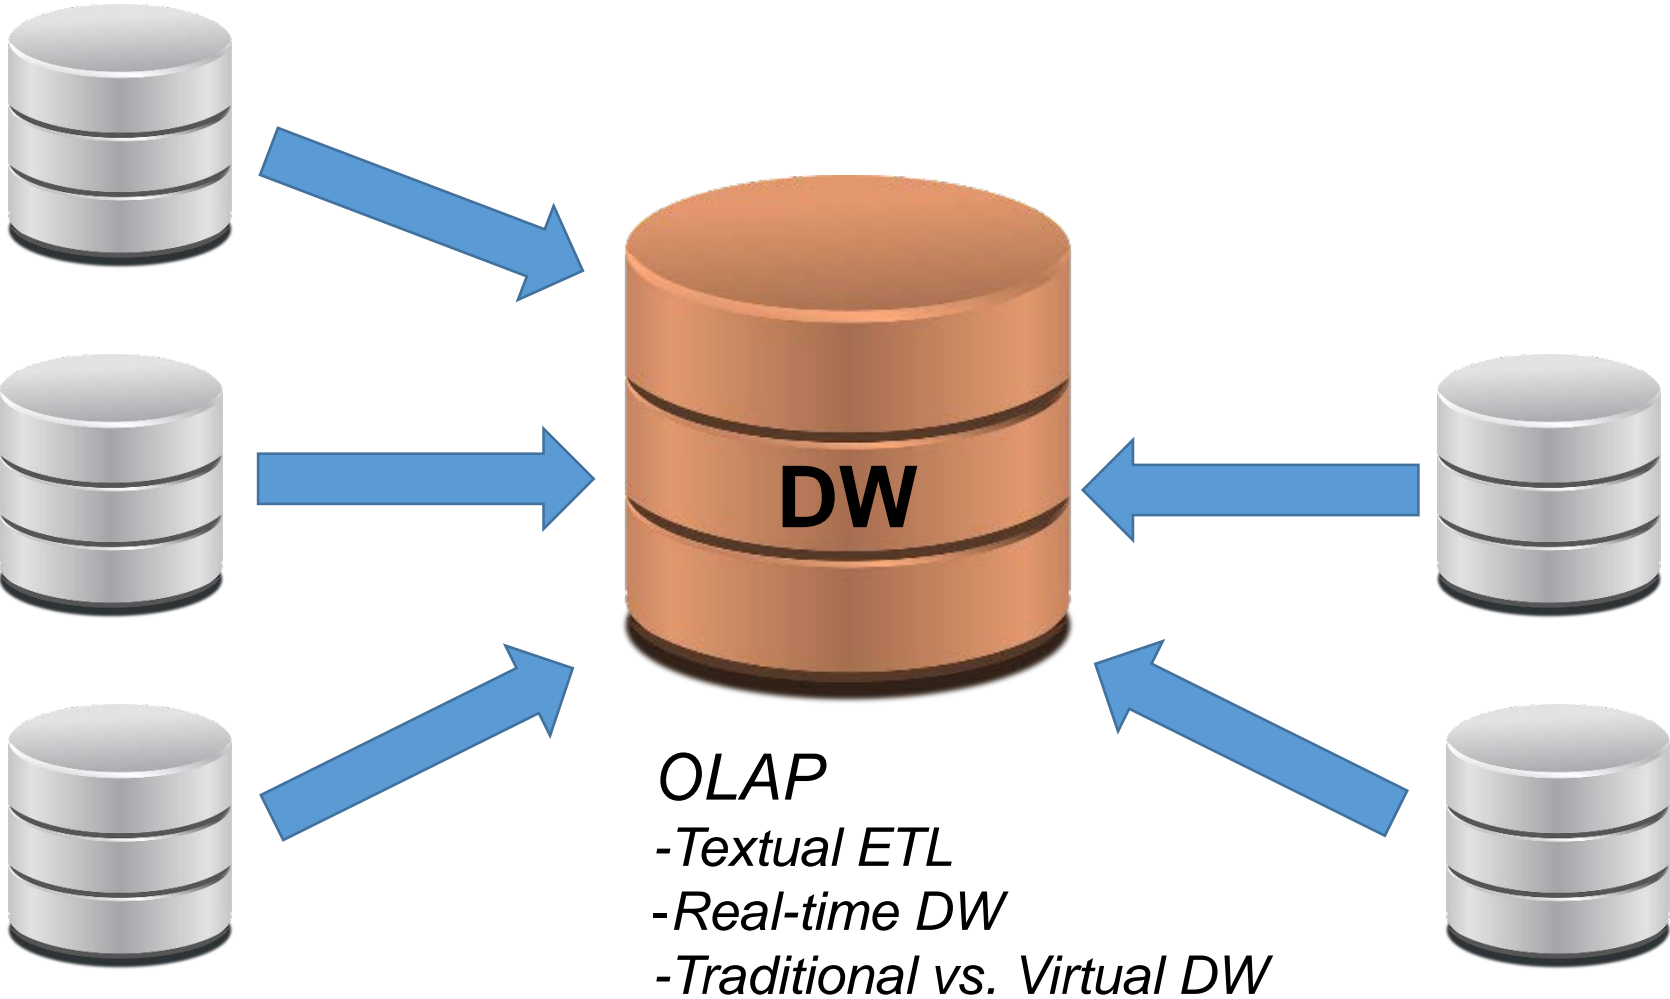 DW
OLAP
-Textual ETL
-Real-time DW
-Traditional vs. Virtual DW